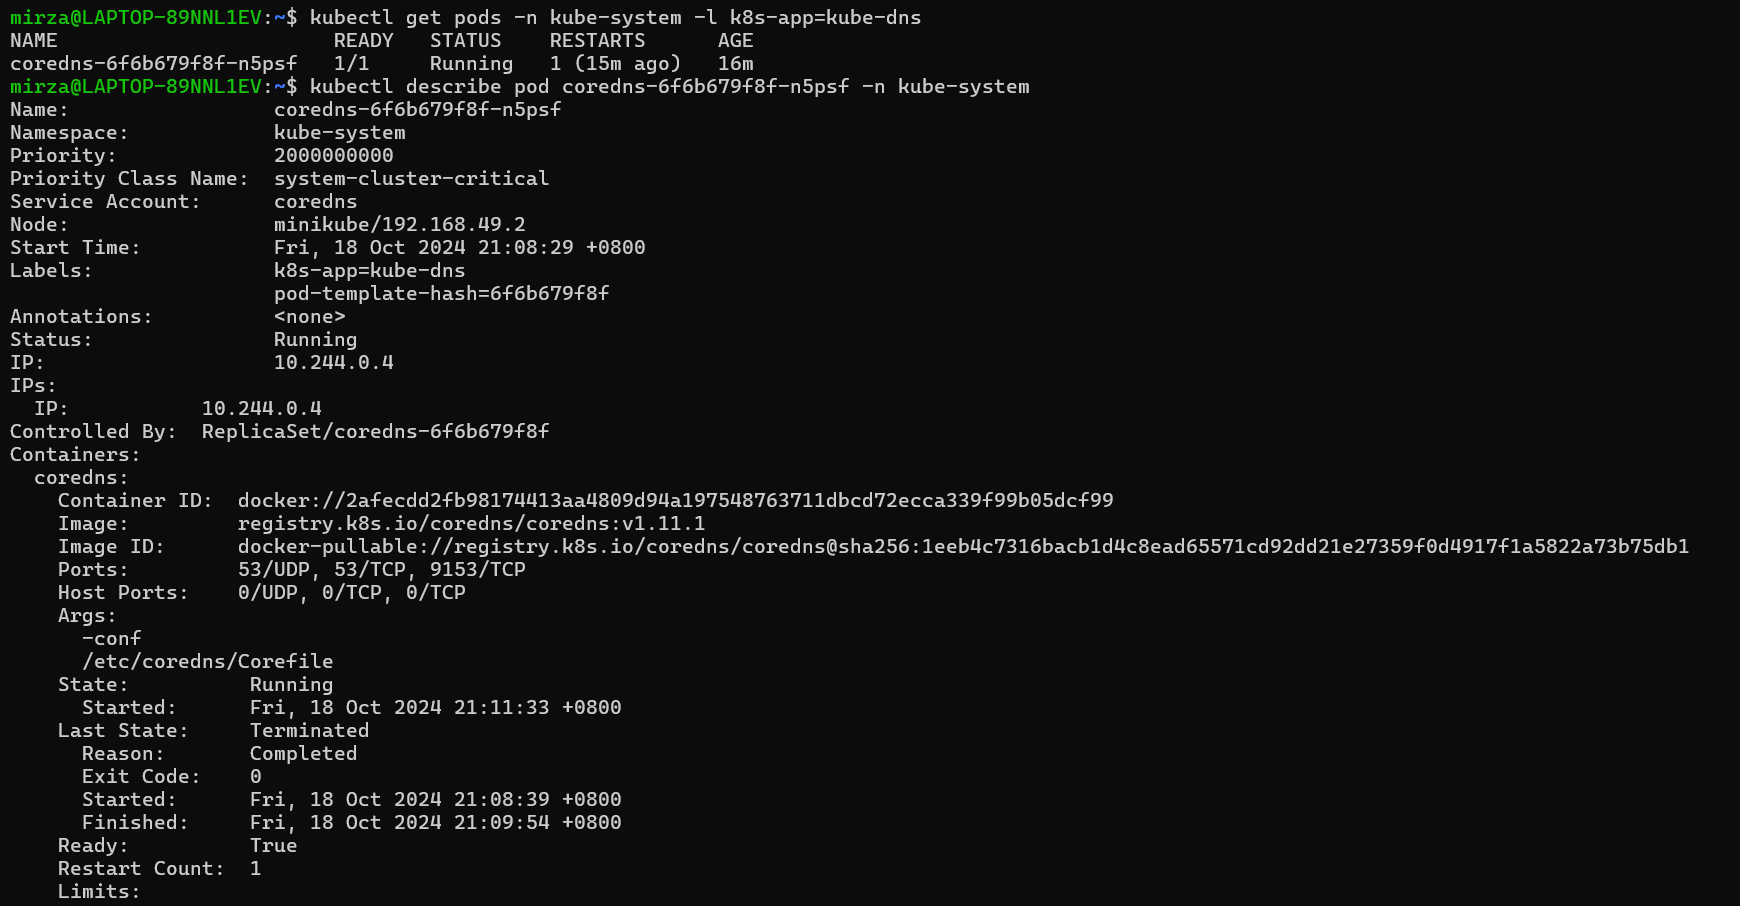 mirza@LAPTOP-89NNL1EV:~$ kubectl get pods -n kube-system -l k8s-app=kube-dns
NAME                       READY   STATUS    RESTARTS      AGE
coredns-6f6b679f8f-n5psf   1/1     Running   1 (15m ago)   16m
mirza@LAPTOP-89NNL1EV:~$ kubectl describe pod coredns-6f6b679f8f-n5psf -n kube-system
Name:                 coredns-6f6b679f8f-n5psf
Namespace:            kube-system
Priority:             2000000000
Priority Class Name:  system-cluster-critical
Service Account:      coredns
Node:                 minikube/192.168.49.2
Start Time:           Fri, 18 Oct 2024 21:08:29 +0800
Labels:               k8s-app=kube-dns
                      pod-template-hash=6f6b679f8f
Annotations:          <none>
Status:               Running
IP:                   10.244.0.4
IPs:
  IP:           10.244.0.4
Controlled By:  ReplicaSet/coredns-6f6b679f8f
Containers:
  coredns:
    Container ID:  docker://2afecdd2fb98174413aa4809d94a197548763711dbcd72ecca339f99b05dcf99
    Image:         registry.k8s.io/coredns/coredns:v1.11.1
    Image ID:      docker-pullable://registry.k8s.io/coredns/coredns@sha256:1eeb4c7316bacb1d4c8ead65571cd92dd21e27359f0d4917f1a5822a73b75db1
    Ports:         53/UDP, 53/TCP, 9153/TCP
    Host Ports:    0/UDP, 0/TCP, 0/TCP
    Args:
      -conf
      /etc/coredns/Corefile
    State:          Running
      Started:      Fri, 18 Oct 2024 21:11:33 +0800
    Last State:     Terminated
      Reason:       Completed
      Exit Code:    0
      Started:      Fri, 18 Oct 2024 21:08:39 +0800
      Finished:     Fri, 18 Oct 2024 21:09:54 +0800
    Ready:          True
    Restart Count:  1
    Limits: